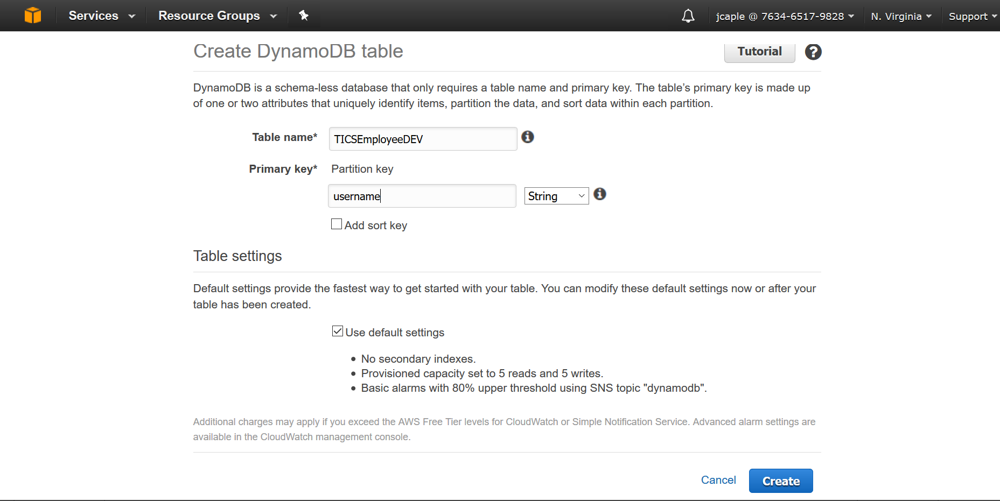 Services Resource Groups jcaple @ 7634-6517-9828 N. Virginia Support
Create DynamoDB table Tutorial ?
DynamoDB is a schema-less database that only requires a table name and primary key. The table’s primary key is made up
of one or two attributes that uniquely identify items, partition the data, and sort data within each partition.
Table name* TICSEmployeeDEV i
Primary key* Partition key
username String i
Add sort key
Table settings
Default settings provide the fastest way to get started with your table. You can modify these default settings now or after your
table has been created.
Use default settings
• No secondary indexes.
• Provisioned capacity set to 5 reads and 5 writes.
• Basic alarms with 80% upper threshold using SNS topic "dynamodb".
Additional charges may apply if you exceed the AWS Free Tier levels for CloudWatch or Simple Notification Service. Advanced alarm settings are
available in the CloudWatch management console.
Cancel Create